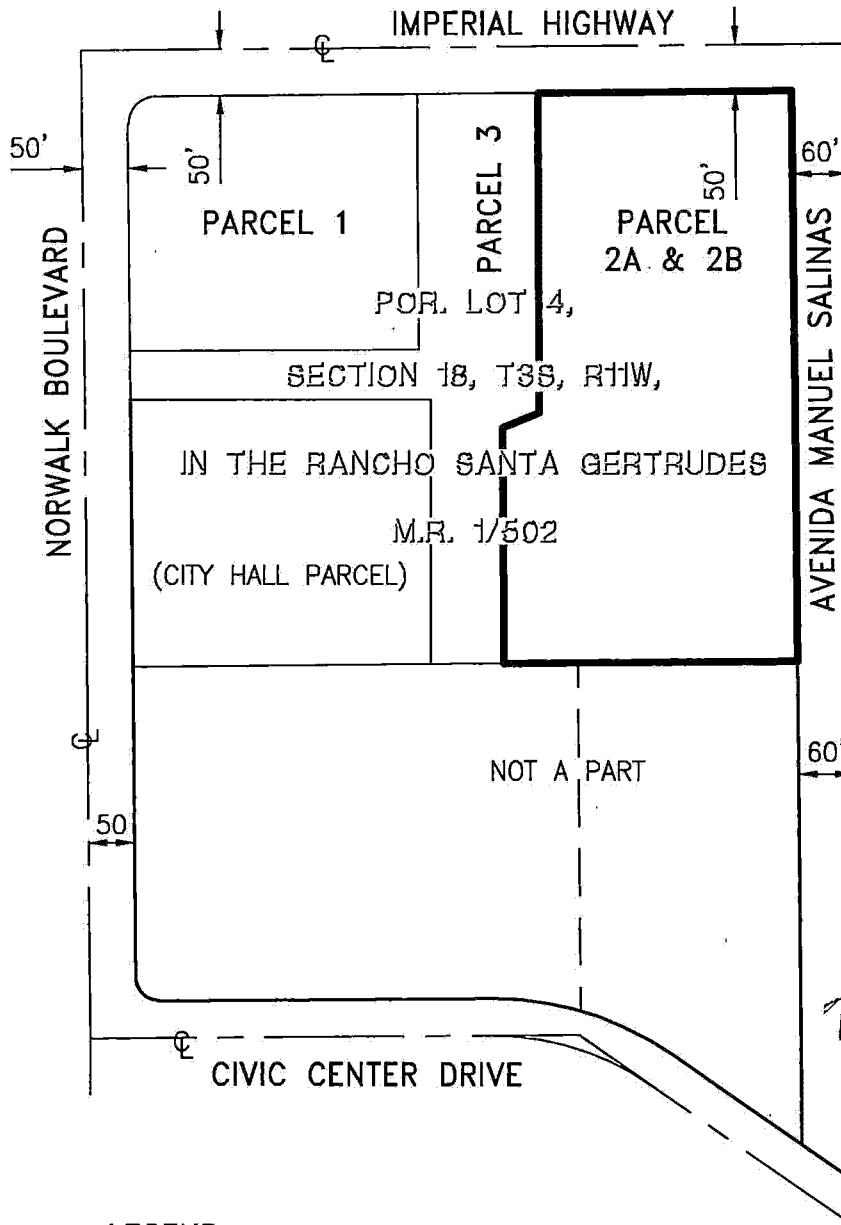 IMPERIAL HIGHWAY
℄
50'
50'
50'
60'
PARCEL 1
PARCEL 3
PARCEL
2A & 2B
NORWALK BOULEVARD
AVENIDA MANUEL SALINAS
POR. LOT 4,
SECTION 18, T3S, R11W,
IN THE RANCHO SANTA GERTRUDES
M.R. 1/502
(CITY HALL PARCEL)
℄
NOT A PART
60'
50
℄
CIVIC CENTER DRIVE